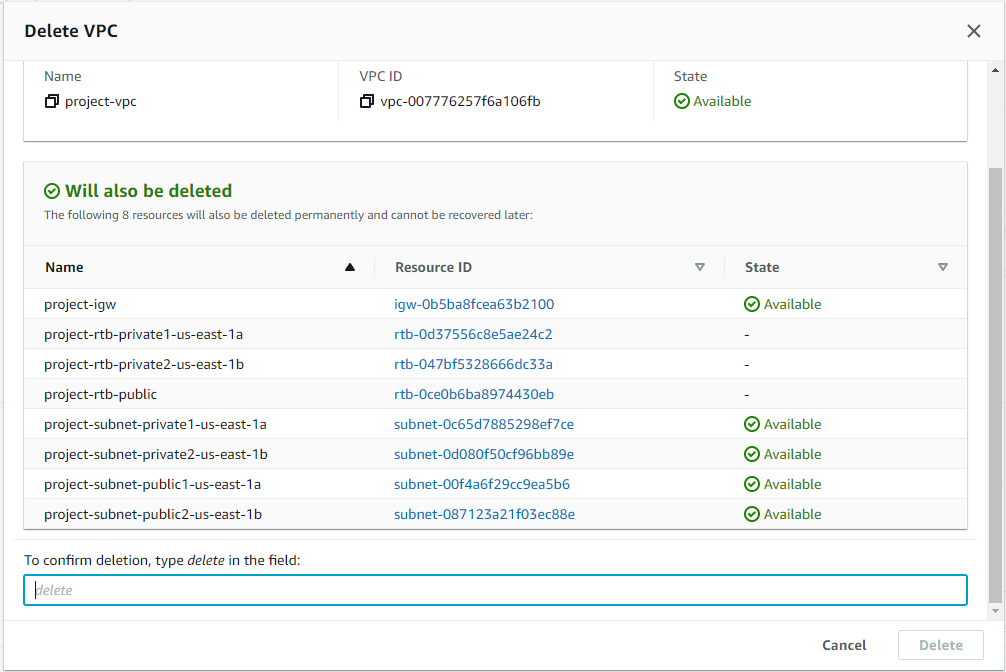 Delete VPC
Name VPC ID State
project-vpc vpc-007776257f6a106fb Available
Will also be deleted
The following 8 resources will also be deleted permanently and cannot be recovered later:
Name Resource ID State
project-igw igw-0b5ba8fcea63b2100 Available
project-rtb-private1-us-east-1a rtb-0d37556c8e5ae24c2 -
project-rtb-private2-us-east-1b rtb-047bf5328666dc33a -
project-rtb-public rtb-0ce0b6ba8974430eb -
project-subnet-private1-us-east-1a subnet-0c65d7885298ef7ce Available
project-subnet-private2-us-east-1b subnet-0d080f50cf96bb89e Available
project-subnet-public1-us-east-1a subnet-00f4a6f29cc9ea5b6 Available
project-subnet-public2-us-east-1b subnet-087123a21f03ec88e Available
To confirm deletion, type delete in the field:
delete
Cancel Delete